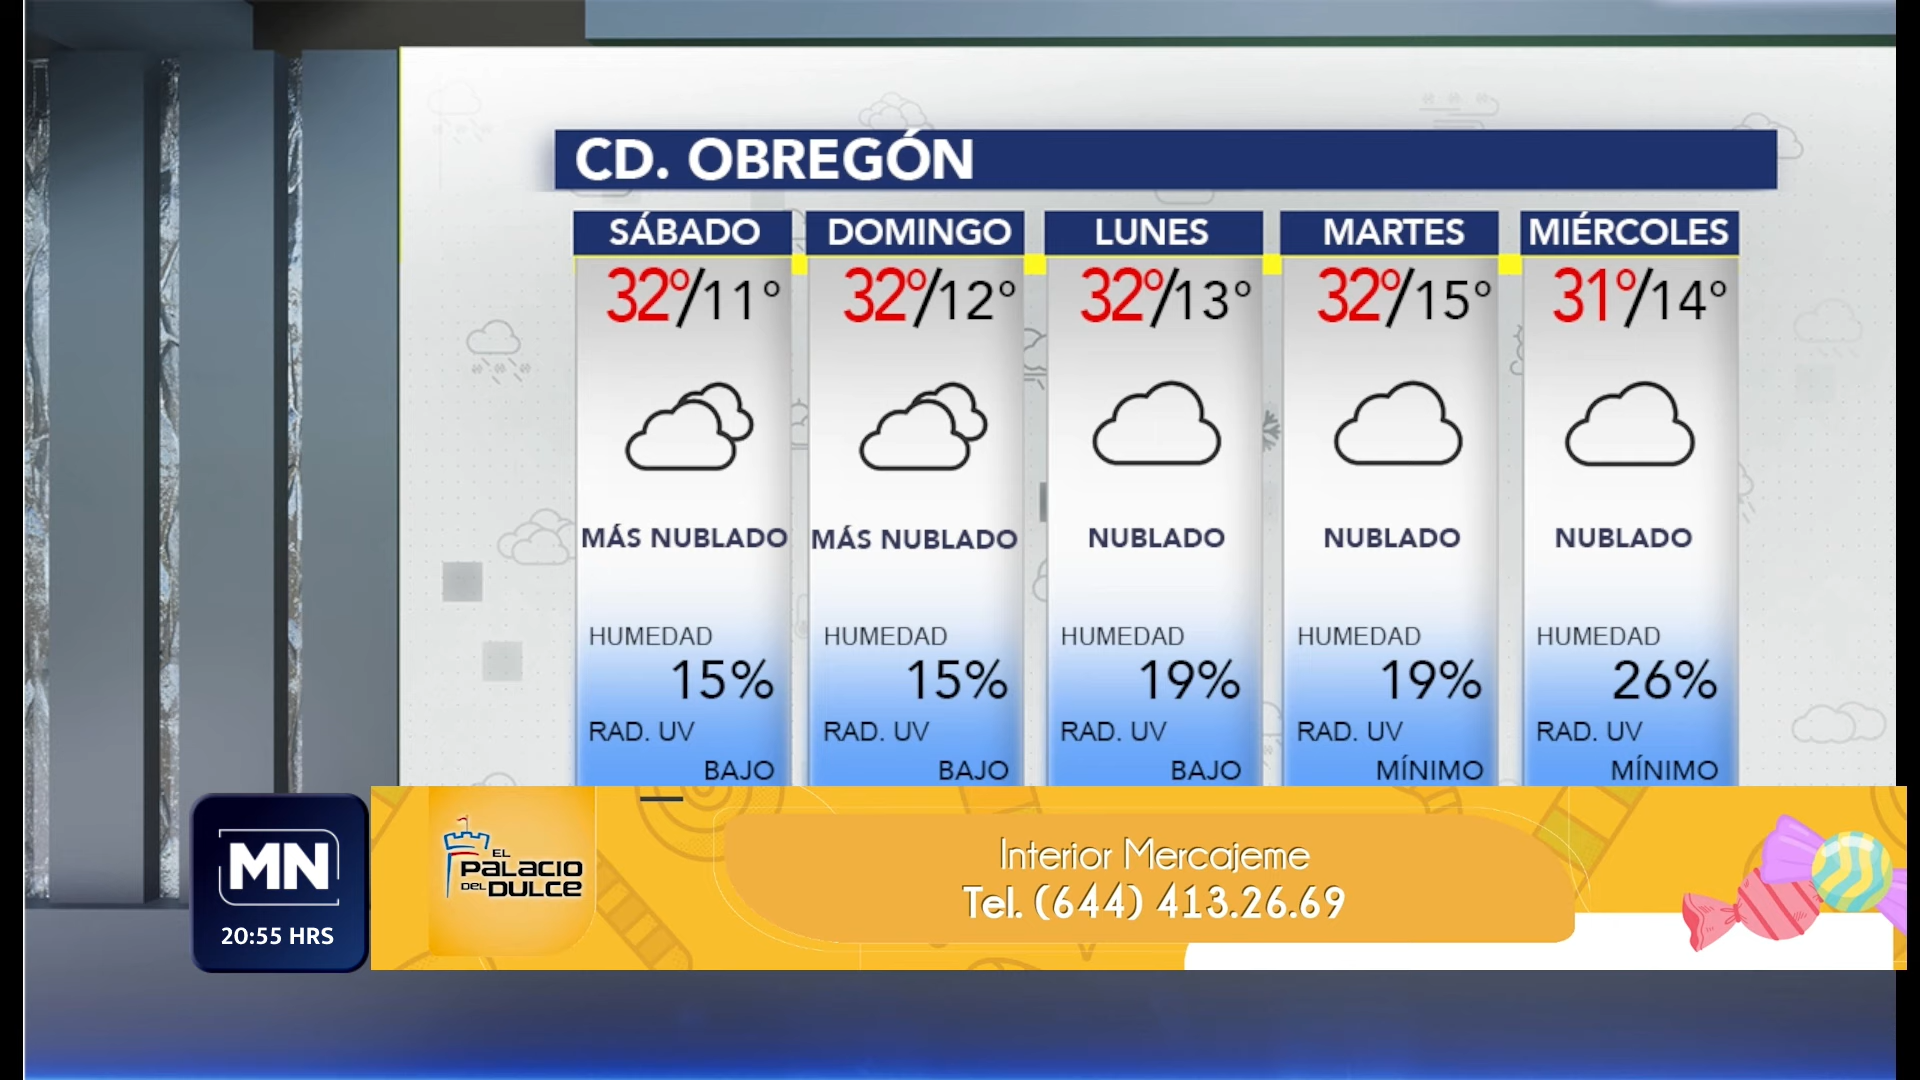 CD. OBREGÓN
SÁBADO
32°/11°
MÁS NUBLADO
HUMEDAD
15%
RAD. UV
BAJO
DOMINGO
32°/12°
MÁS NUBLADO
HUMEDAD
15%
RAD. UV
BAJO
LUNES
32°/13°
NUBLADO
HUMEDAD
19%
RAD. UV
BAJO
MARTES
32°/15°
NUBLADO
HUMEDAD
19%
RAD. UV
MÍNIMO
MIÉRCOLES
31°/14°
NUBLADO
HUMEDAD
26%
RAD. UV
MÍNIMO
MN
20:55 HRS
EL
PALACIO
DEL DULCE
Interior Mercajeme
Tel. (644) 413.26.69